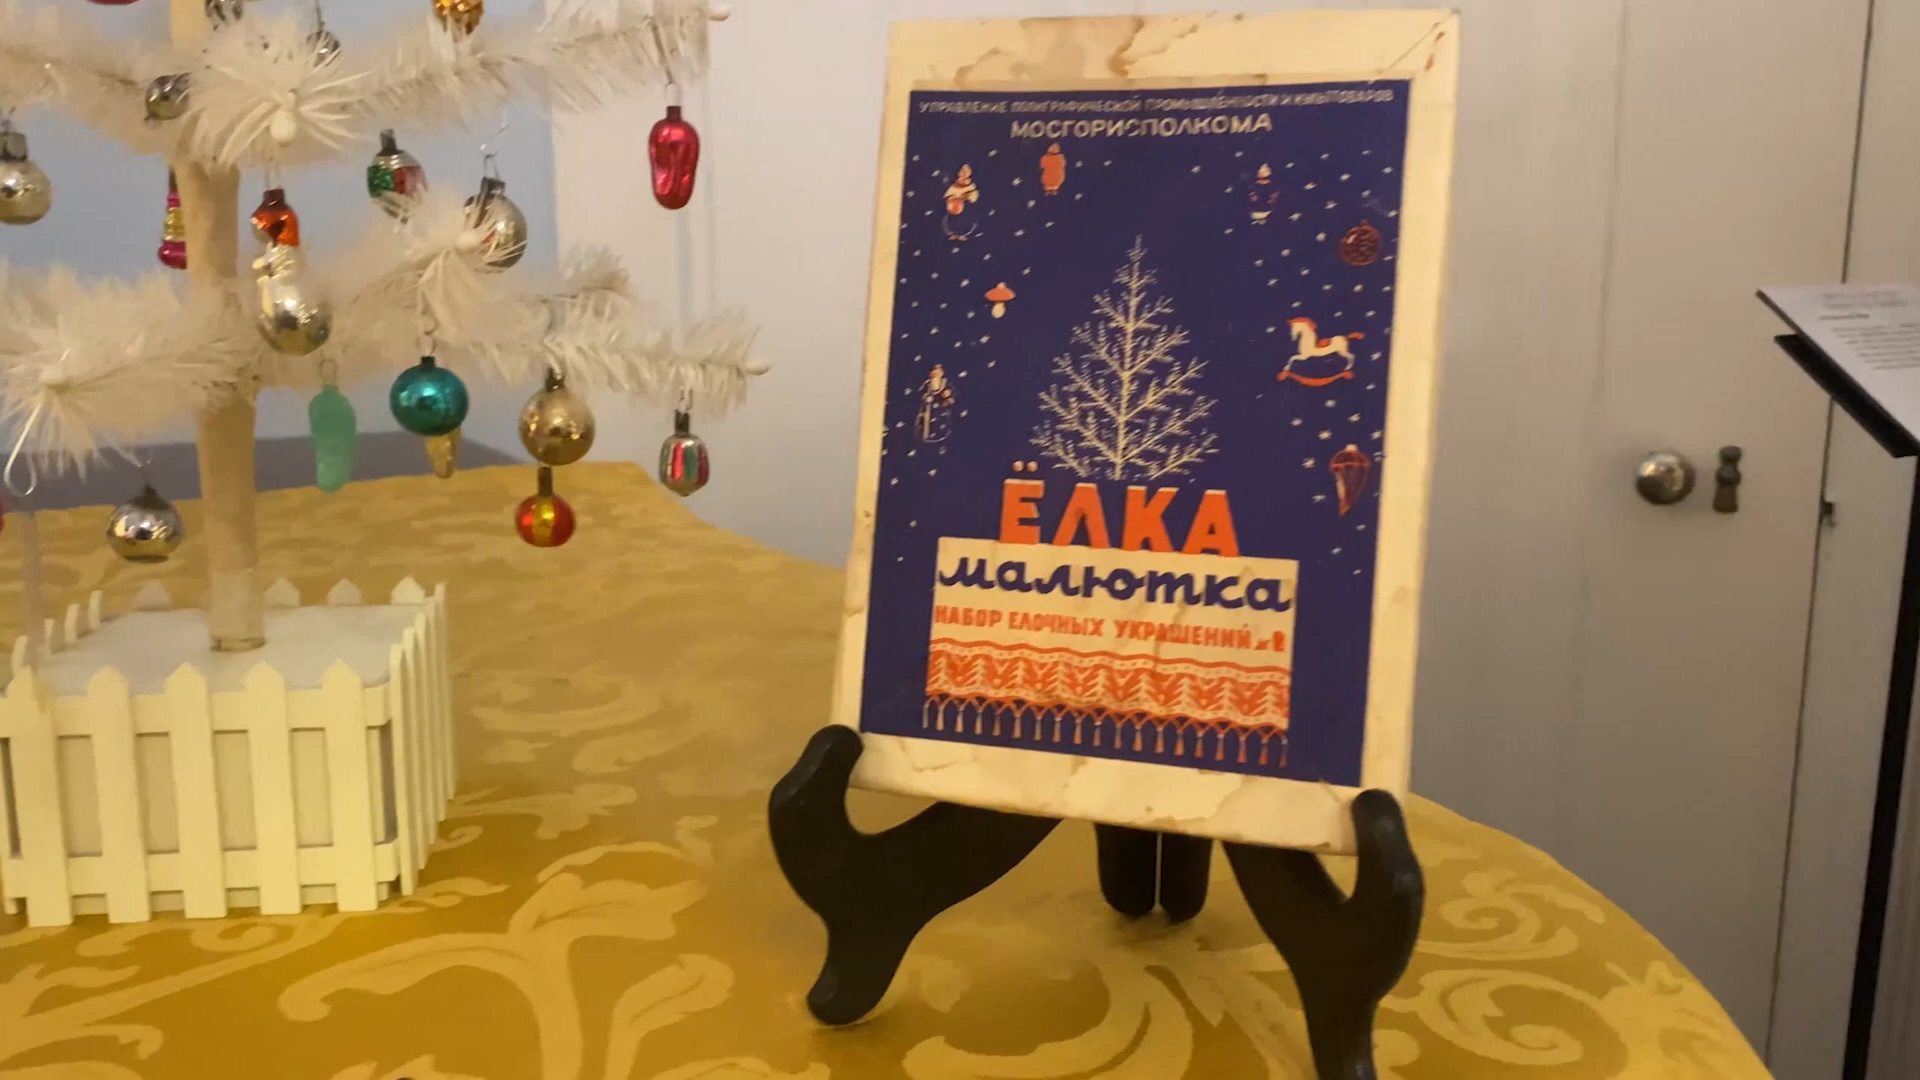 УПРАВЛЕНИЕ ПОЛИГРАФИЧЕСКОЙ ПРОМЫШЛЕННОСТИ И КУЛЬТТОВАРОВ
МОСГОРИСПОЛКОМА
ЁЛКА
малютка
НАБОР ЕЛОЧНЫХ УКРАШЕНИЙ №2